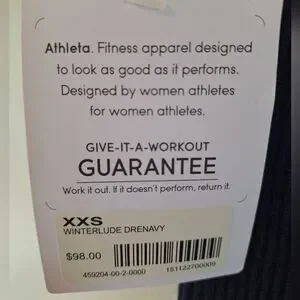 Athleta. Fitness apparel designed
to look as good as it performs.
Designed by women athletes
for women athletes.
GIVE-IT-A-WORKOUT
GUARANTEE
Work it out. If it doesn't perform, return it.
XXS
WINTERLUDE DRENAVY
$98.00
459204-00-2-0000
151122700009